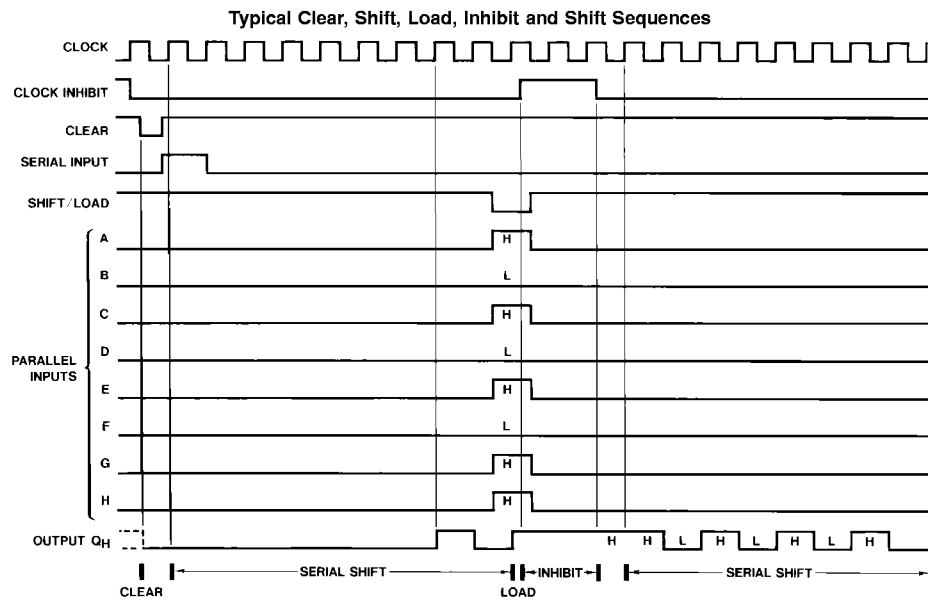 Typical Clear, Shift, Load, Inhibit and Shift Sequences
CLOCK
CLOCK INHIBIT
CLEAR
SERIAL INPUT
SHIFT/LOAD
A
H
B
L
C
H
D
L
PARALLEL
INPUTS
E
H
F
L
G
H
H
H
OUTPUT QH
H H L H L H L H
SERIAL SHIFT
INHIBIT
SERIAL SHIFT
CLEAR
LOAD